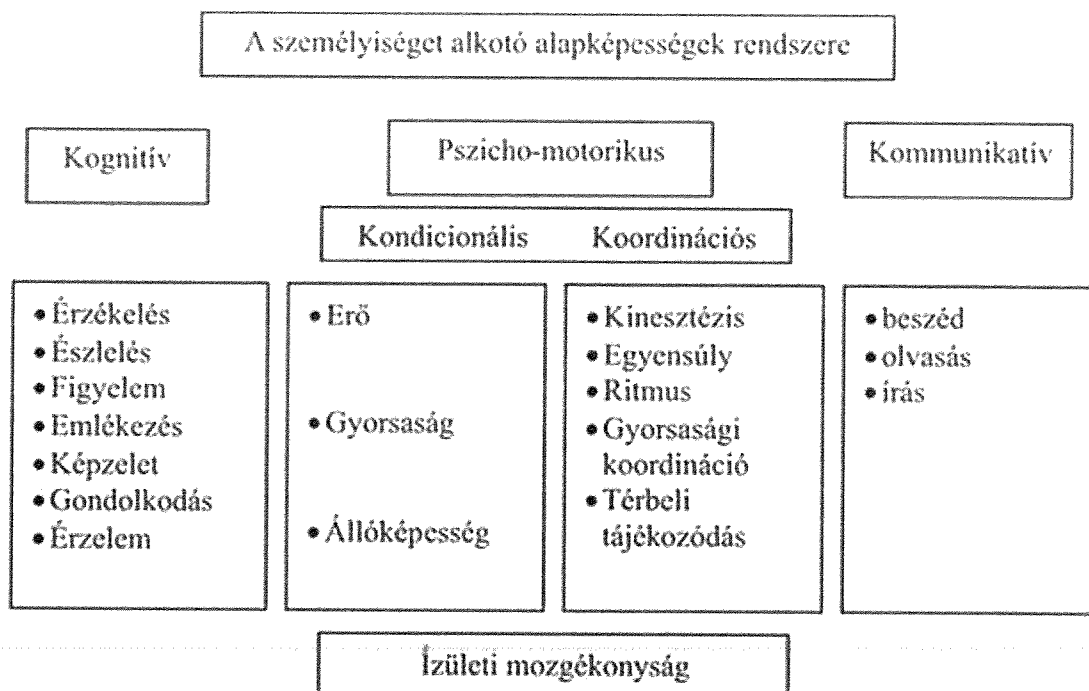 A személyiséget alkotó alapképességek rendszere
Kognitív
Pszicho-motorikus
Kommunikatív
Kondicionális Koordinációs
• Érzékelés
• Észlelés
• Figyelem
• Emlékezés
• Képzelet
• Gondolkodás
• Érzelem
• Erő
• Gyorsaság
• Állóképesség
• Kinesztézis
• Egyensúly
• Ritmus
• Gyorsasági
koordináció
• Térbeli
tájékozódás
• beszéd
• olvasás
• írás
Ízületi mozgékonyság